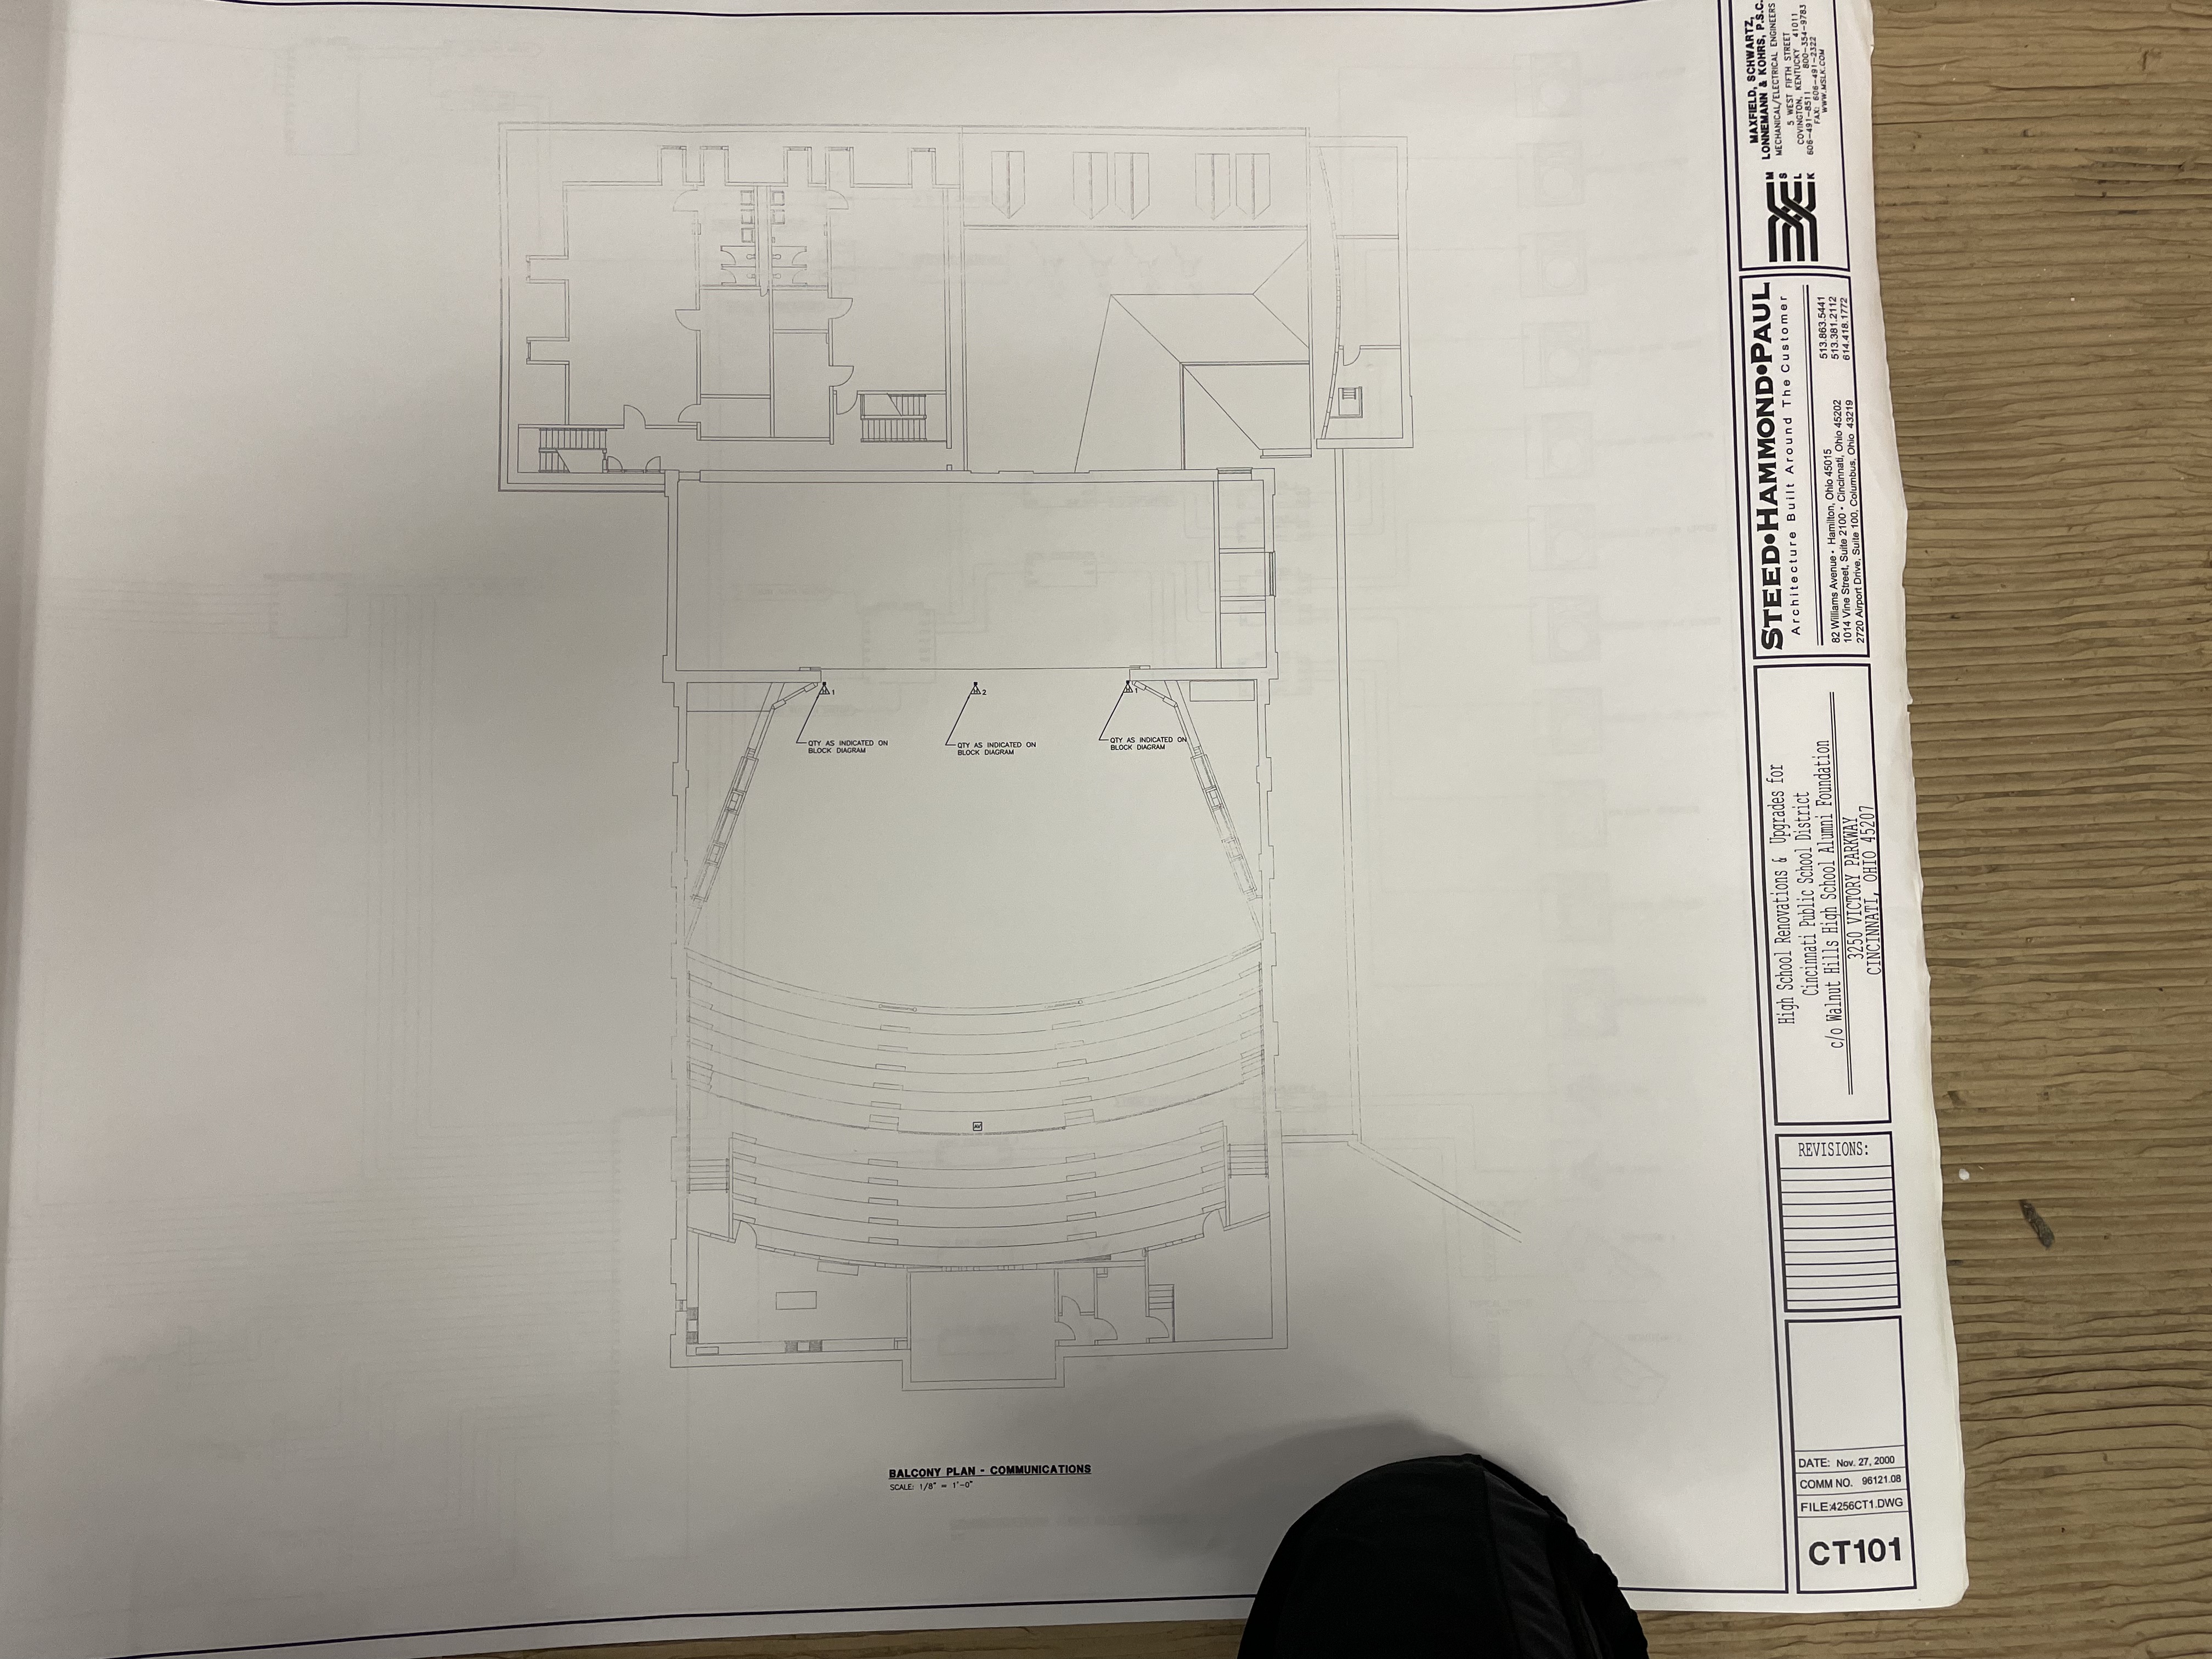 CT101
FILE:4256CT1.DWG
COMM NO. 96121.08
DATE: Nov. 27, 2000
REVISIONS:
High School Renovations & Upgrades for
Cincinnati Public School District
c/o Walnut Hills High School Alumni Foundation
3250 VICTORY PARKWAY
CINCINNATI, OHIO 45207
STEED•HAMMOND•PAUL
Architecture Built Around The Customer
82 Williams Avenue • Hamilton, Ohio 45015 513.863.5441
1014 Vine Street, Suite 2100 • Cincinnati, Ohio 45202 513.381.2112
2720 Airport Drive, Suite 100, Columbus, Ohio 43219 614.418.1772
M
S
L
K
MAXFIELD, SCHWARTZ,
LONNEMANN & KOHRS, P.S.C.
MECHANICAL/ELECTRICAL ENGINEERS
5 WEST FIFTH STREET
COVINGTON, KENTUCKY 41011
606-491-8511 800-354-9783
FAX: 606-491-2322
WWW.MSLK.COM
BALCONY PLAN - COMMUNICATIONS
SCALE: 1/8" = 1'-0"
QTY AS INDICATED ON
BLOCK DIAGRAM
1
QTY AS INDICATED ON
BLOCK DIAGRAM
2
QTY AS INDICATED ON
BLOCK DIAGRAM
1